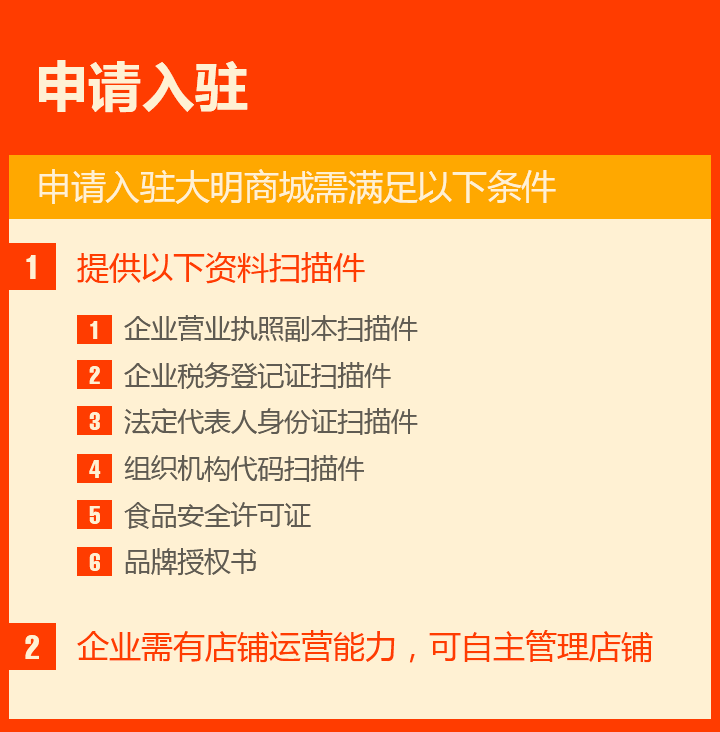 申请入驻
申请入驻大明商城需满足以下条件
1 提供以下资料扫描件
1 企业营业执照副本扫描件
2 企业税务登记证扫描件
3 法定代表人身份证扫描件
4 组织机构代码扫描件
5 食品安全许可证
6 品牌授权书
2 企业需有店铺运营能力，可自主管理店铺